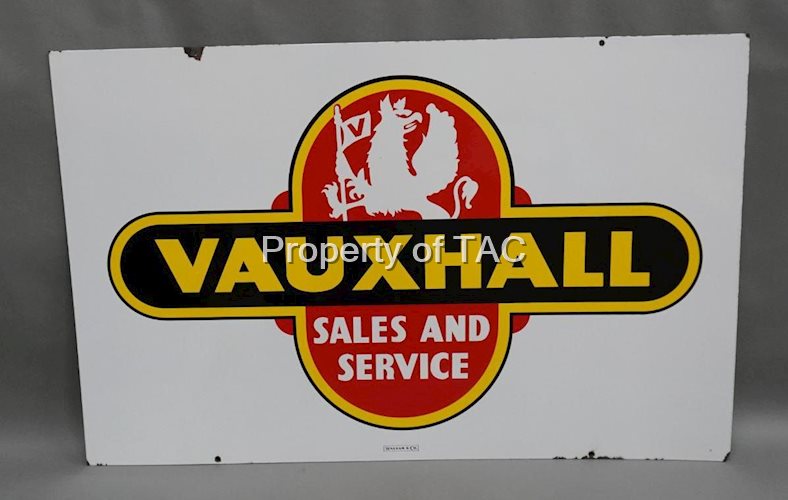 V
VAUXHALL
Property of TAC
SALES AND
SERVICE